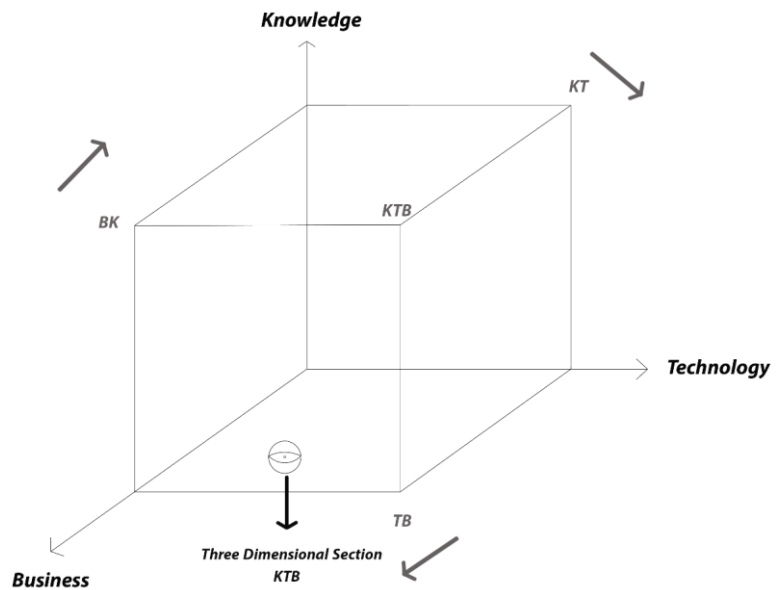 Knowledge
KT
KTB
BK
Technology
TB
Three Dimensional Section
KTB
Business